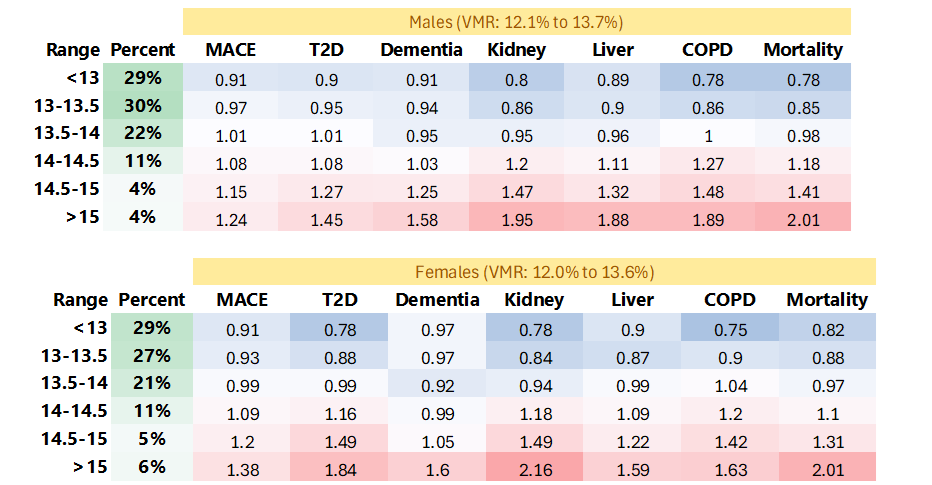 Males (VMR: 12.1% to 13.7%)
Range Percent MACE T2D Dementia Kidney Liver COPD Mortality
<13 29% 0.91 0.9 0.91 0.8 0.89 0.78 0.78
13-13.5 30% 0.97 0.95 0.94 0.86 0.9 0.86 0.85
13.5-14 22% 1.01 1.01 0.95 0.95 0.96 1 0.98
14-14.5 11% 1.08 1.08 1.03 1.2 1.11 1.27 1.18
14.5-15 4% 1.15 1.27 1.25 1.47 1.32 1.48 1.41
>15 4% 1.24 1.45 1.58 1.95 1.88 1.89 2.01
Females (VMR: 12.0% to 13.6%)
Range Percent MACE T2D Dementia Kidney Liver COPD Mortality
<13 29% 0.91 0.78 0.97 0.78 0.9 0.75 0.82
13-13.5 27% 0.93 0.88 0.97 0.84 0.87 0.9 0.88
13.5-14 21% 0.99 0.99 0.92 0.94 0.99 1.04 0.97
14-14.5 11% 1.09 1.16 0.99 1.18 1.09 1.2 1.1
14.5-15 5% 1.2 1.49 1.05 1.49 1.22 1.42 1.31
>15 6% 1.38 1.84 1.6 2.16 1.59 1.63 2.01